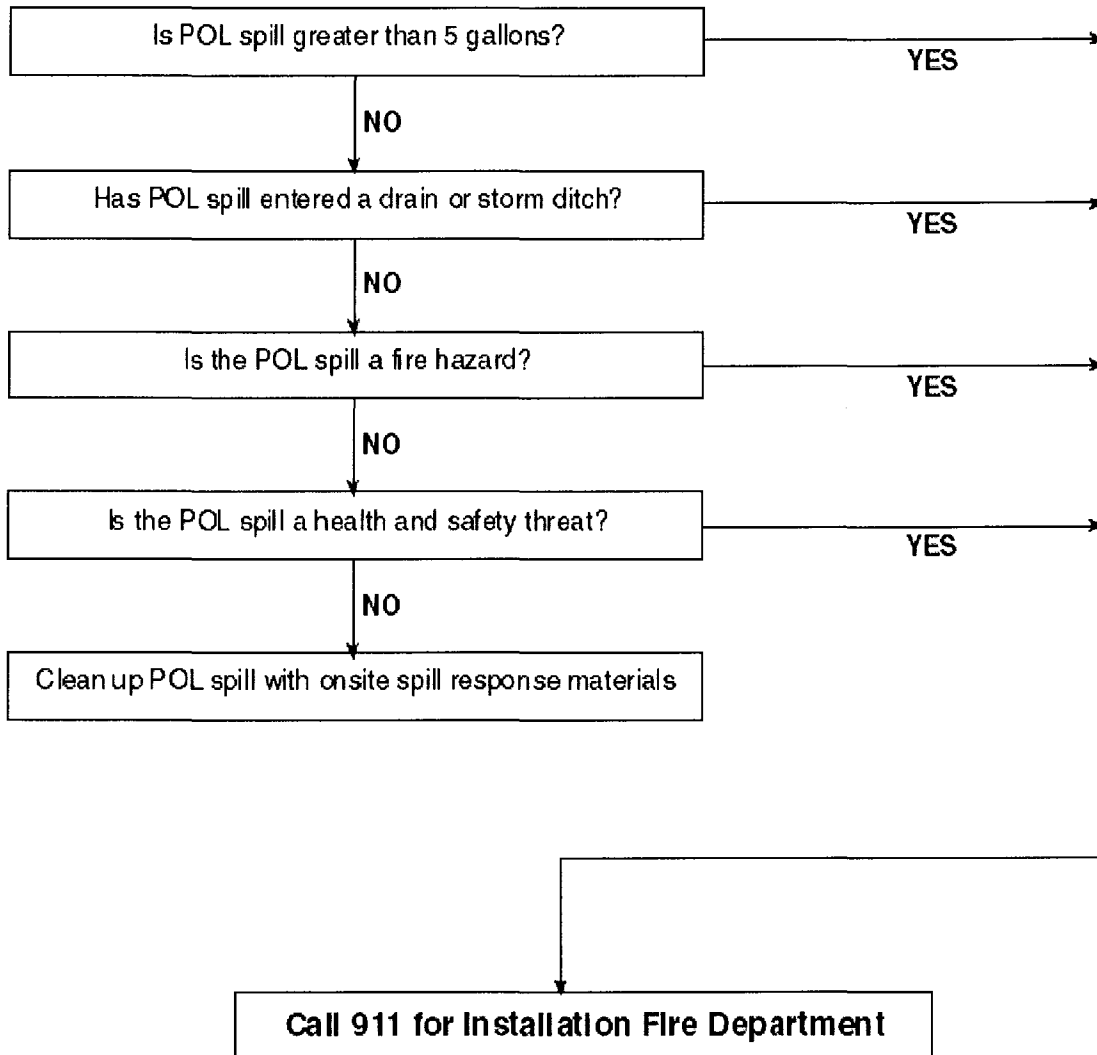 Is POL spill greater than 5 gallons?
YES
NO
Has POL spill entered a drain or storm ditch?
YES
NO
Is the POL spill a fire hazard?
YES
NO
Is the POL spill a health and safety threat?
YES
NO
Clean up POL spill with onsite spill response materials
Call 911 for Installation Fire Department